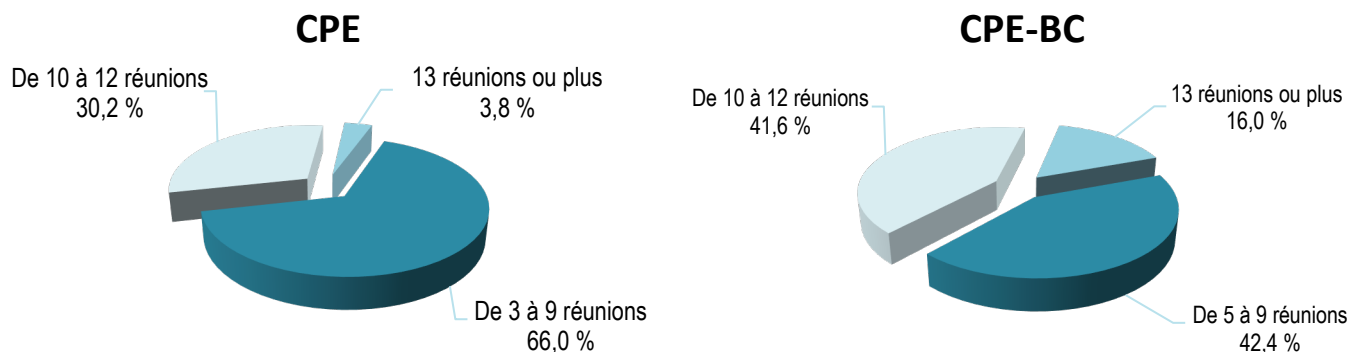 CPE
De 10 à 12 réunions
30,2 %
13 réunions ou plus
3,8 %
De 3 à 9 réunions
66,0 %
CPE-BC
De 10 à 12 réunions
41,6 %
13 réunions ou plus
16,0 %
De 5 à 9 réunions
42,4 %